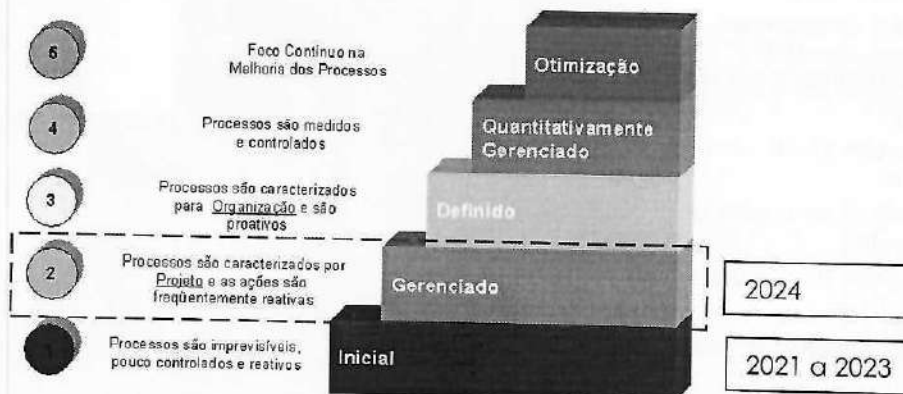 5
Foco Contínuo na
Melhoria dos Processos
Otimização
4
Processos são medidos
e controlados
Quantitativamente
Gerenciado
3
Processos são caracterizados
para Organização e são
proativos
Definido
2
Processos são caracterizados por
Projeto e as ações são
freqüentemente reativas
Gerenciado
2024
1
Processos são imprevisíveis,
pouco controlados e reativos
Inicial
2021 a 2023